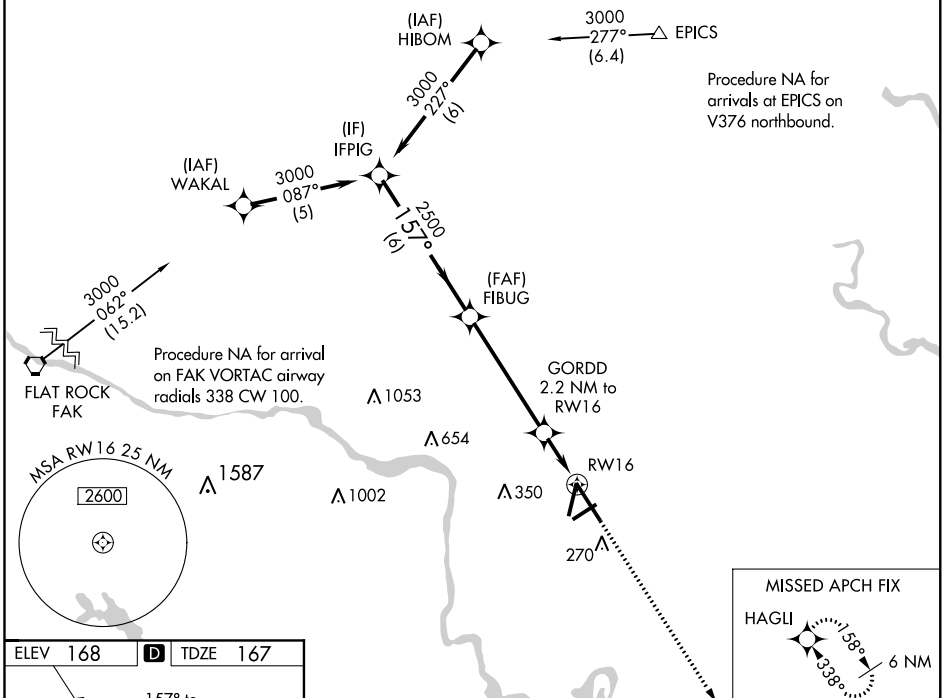 (IAF)
HIBOM
3000
277°
(6.4)
EPICS
Procedure NA for
arrivals at EPICS on
V376 northbound.
3000
227°
(6)
(IF)
IFPIG
(IAF)
WAKAL
3000
087°
(5)
2500
157°
(6)
(FAF)
FIBUG
3000
062°
(15.2)
FLAT ROCK
FAK
Procedure NA for arrival
on FAK VORTAC airway
radials 338 CW 100.
GORDD
2.2 NM to
RW16
1053
654
RW16
MSA RW16 25 NM
2600
1587
1002
350
270
MISSED APCH FIX
HAGLI
158°
338°
6 NM
ELEV 168 D TDZE 167
157° to